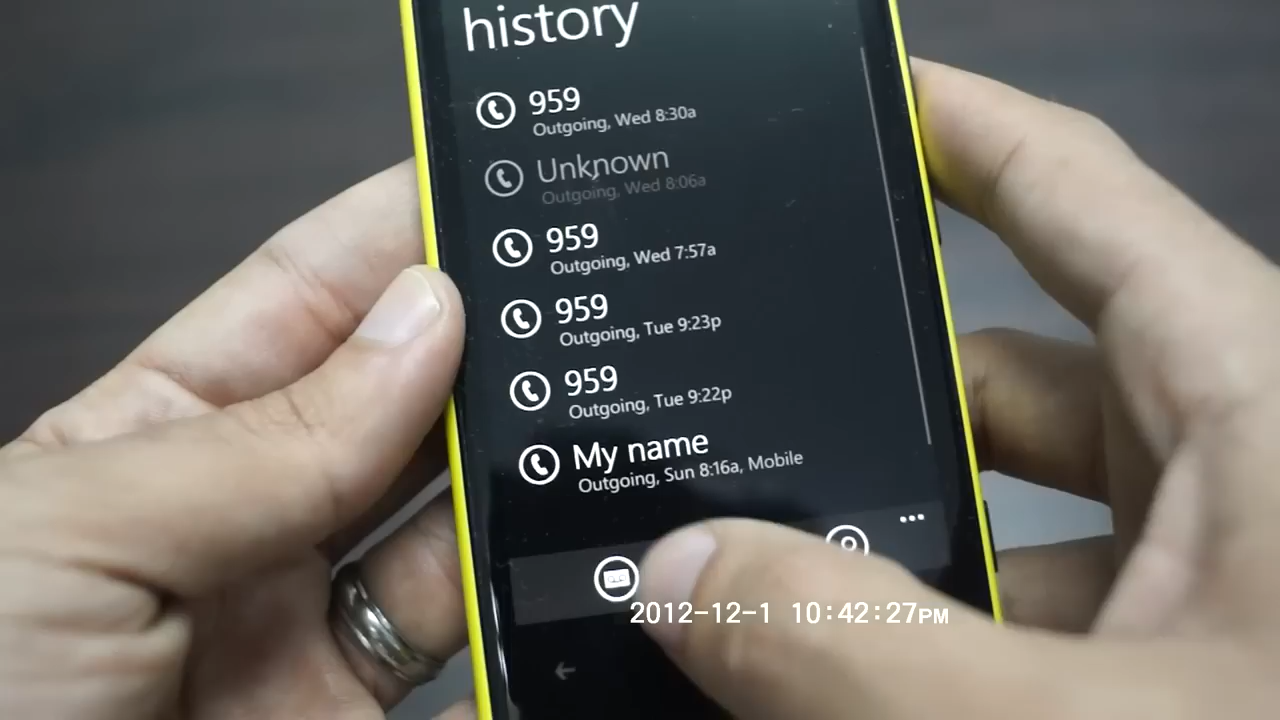 history
959
Outgoing, Wed 8:30a
Unknown
Outgoing, Wed 8:06a
959
Outgoing, Wed 7:57a
959
Outgoing, Tue 9:23p
959
Outgoing, Tue 9:22p
My name
Outgoing, Sun 8:16a, Mobile
2012-12-1 10:42:27PM